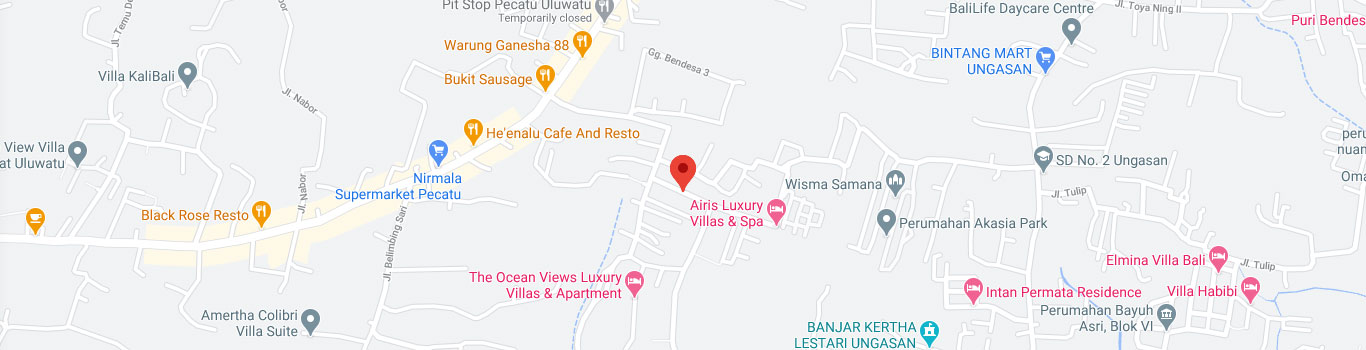 Pit Stop Pecatu Uluwatu
Temporarily closed
BaliLife Daycare Centre
Jl. Toya Ning II
Puri Bendes
Jl. Temu De
Warung Ganesha 88
BINTANG MART
UNGASAN
Gg. Bendesa 3
Villa KaliBali
Bukit Sausage
Jl. Nabor
He'enalu Cafe And Resto
View Villa
at Uluwatu
Nirmala
Supermarket Pecatu
SD No. 2 Ungasan
Wisma Samana
Jl. Tulip
Jl. Nabor
Black Rose Resto
Jl. Belimbing Sari
Airis Luxury
Villas & Spa
Perumahan Akasia Park
peru
nuan
Oma
Elmina Villa Bali
Jl. Tulip
The Ocean Views Luxury
Villas & Apartment
Intan Permata Residence
Villa Habibi
Amertha Colibri
Villa Suite
Perumahan Bayuh
Asri, Blok VI
BANJAR KERTHA
LESTARI UNGASAN